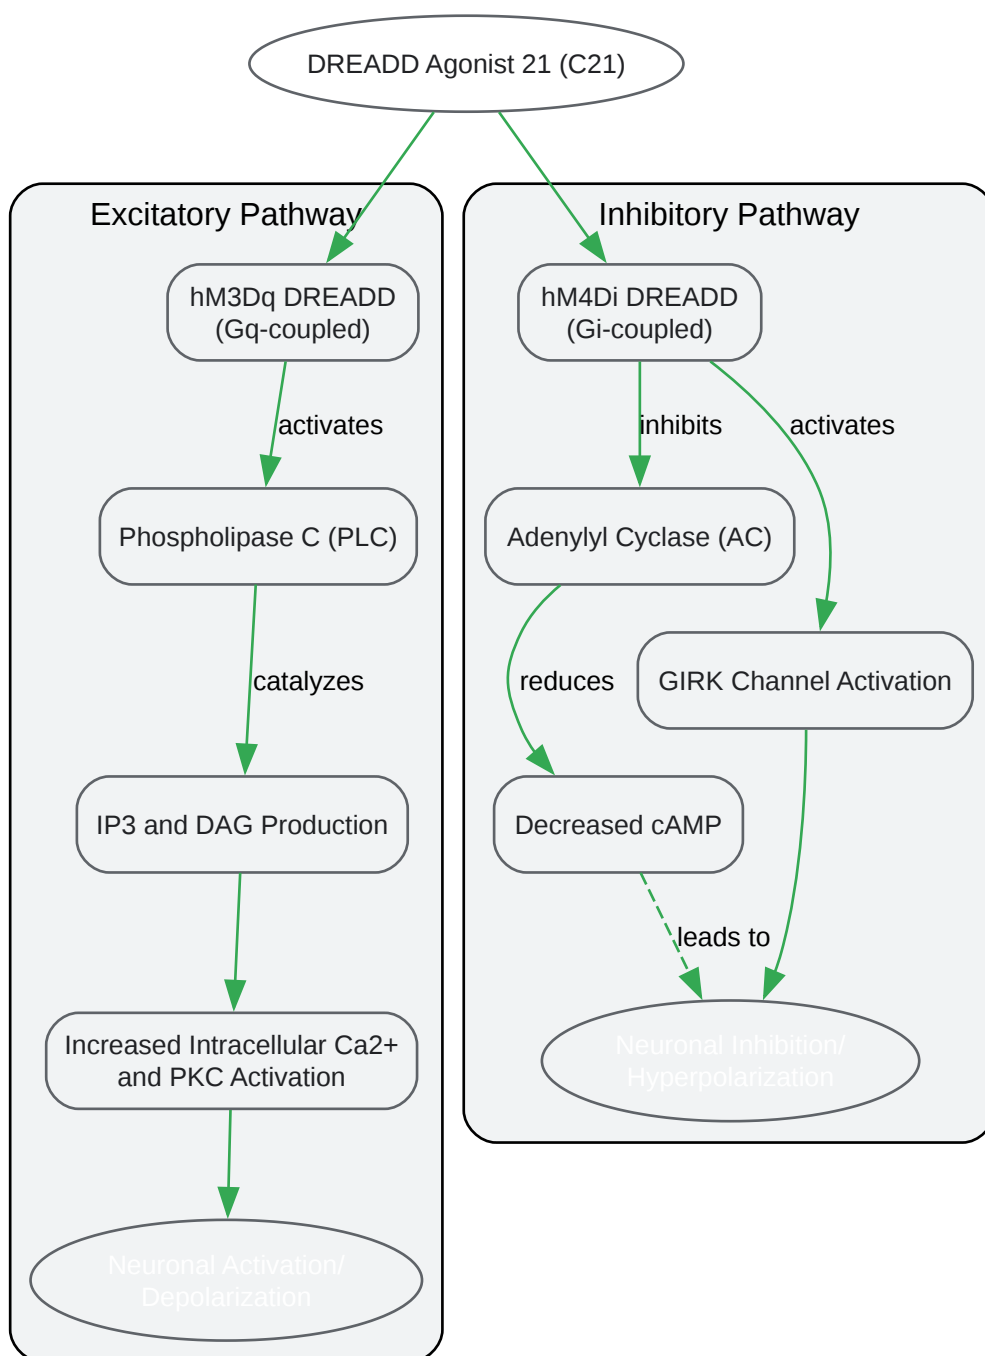 DREADD Agonist 21 (C21)
Excitatory Pathway
hM3Dq DREADD
(Gq-coupled)
activates
Phospholipase C (PLC)
catalyzes
IP3 and DAG Production
Increased Intracellular Ca2+
and PKC Activation
Neuronal Activation/
Depolarization
Inhibitory Pathway
hM4Di DREADD
(Gi-coupled)
inhibits
activates
Adenylyl Cyclase (AC)
reduces
GIRK Channel Activation
Decreased cAMP
leads to
Neuronal Inhibition/
Hyperpolarization